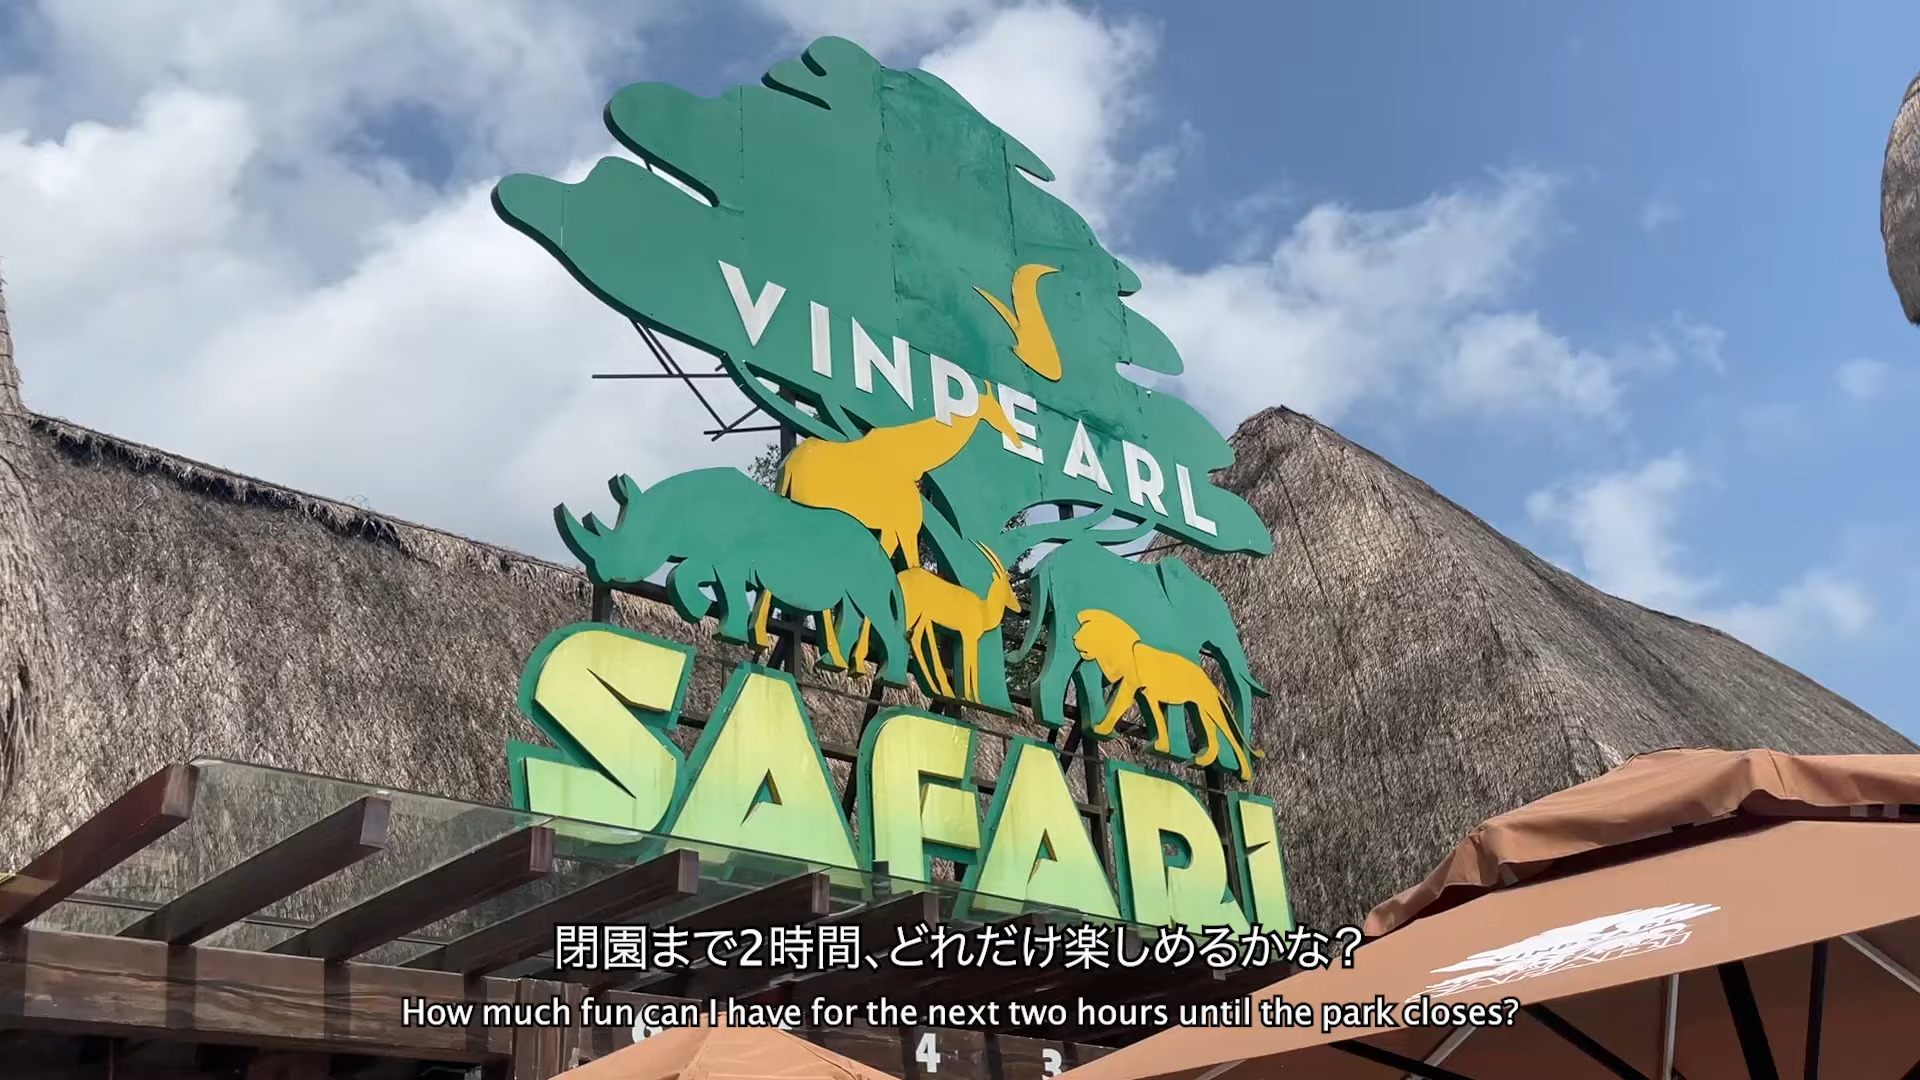 VINPEARL
SAFARI
閉園まで2時間、どれだけ楽しめるかな？
How much fun can I have for the next two hours until the park closes?
4
3